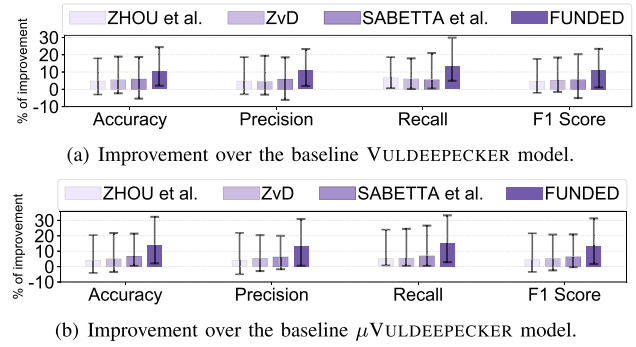 ZHOU et al. ZvD SABETTA et al. FUNDED
% of improvement
30
20
10
0
-10
Accuracy Precision Recall F1 Score
(a) Improvement over the baseline VULDEEPECKER model.
ZHOU et al. ZvD SABETTA et al. FUNDED
% of improvement
30
20
10
0
-10
Accuracy Precision Recall F1 Score
(b) Improvement over the baseline μVULDEEPECKER model.